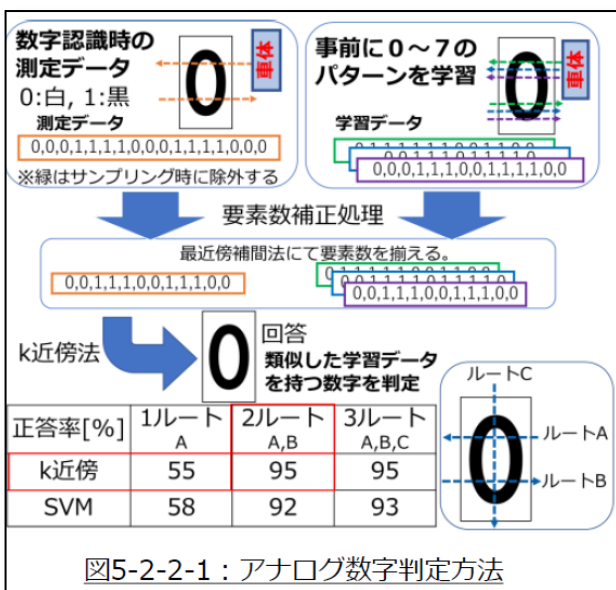 数字認識時の
測定データ
0:白, 1:黒
測定データ
0,0,0,1,1,1,1,0,0,0,1,1,1,1,0,0,0
※緑はサンプリング時に除外する
0
車体
事前に0~7の
パターンを学習
学習データ
0,0,0,1,1,1,0,0,1,1,1,1,0,0,0
0
車体
要素数補正処理
最近傍補間法にて要素数を揃える。
0,0,1,1,1,0,0,1,1,1,0,0
0,0,1,1,1,0,0,1,1,1,0,0
k近傍法
0
回答
類似した学習データ
を持つ数字を判定
正答率[%] 1ルート A 2ルート A,B 3ルート A,B,C
k近傍 55 95 95
SVM 58 92 93
ルートC
ルートA
ルートB
0
図5-2-2-1:アナログ数字判定方法